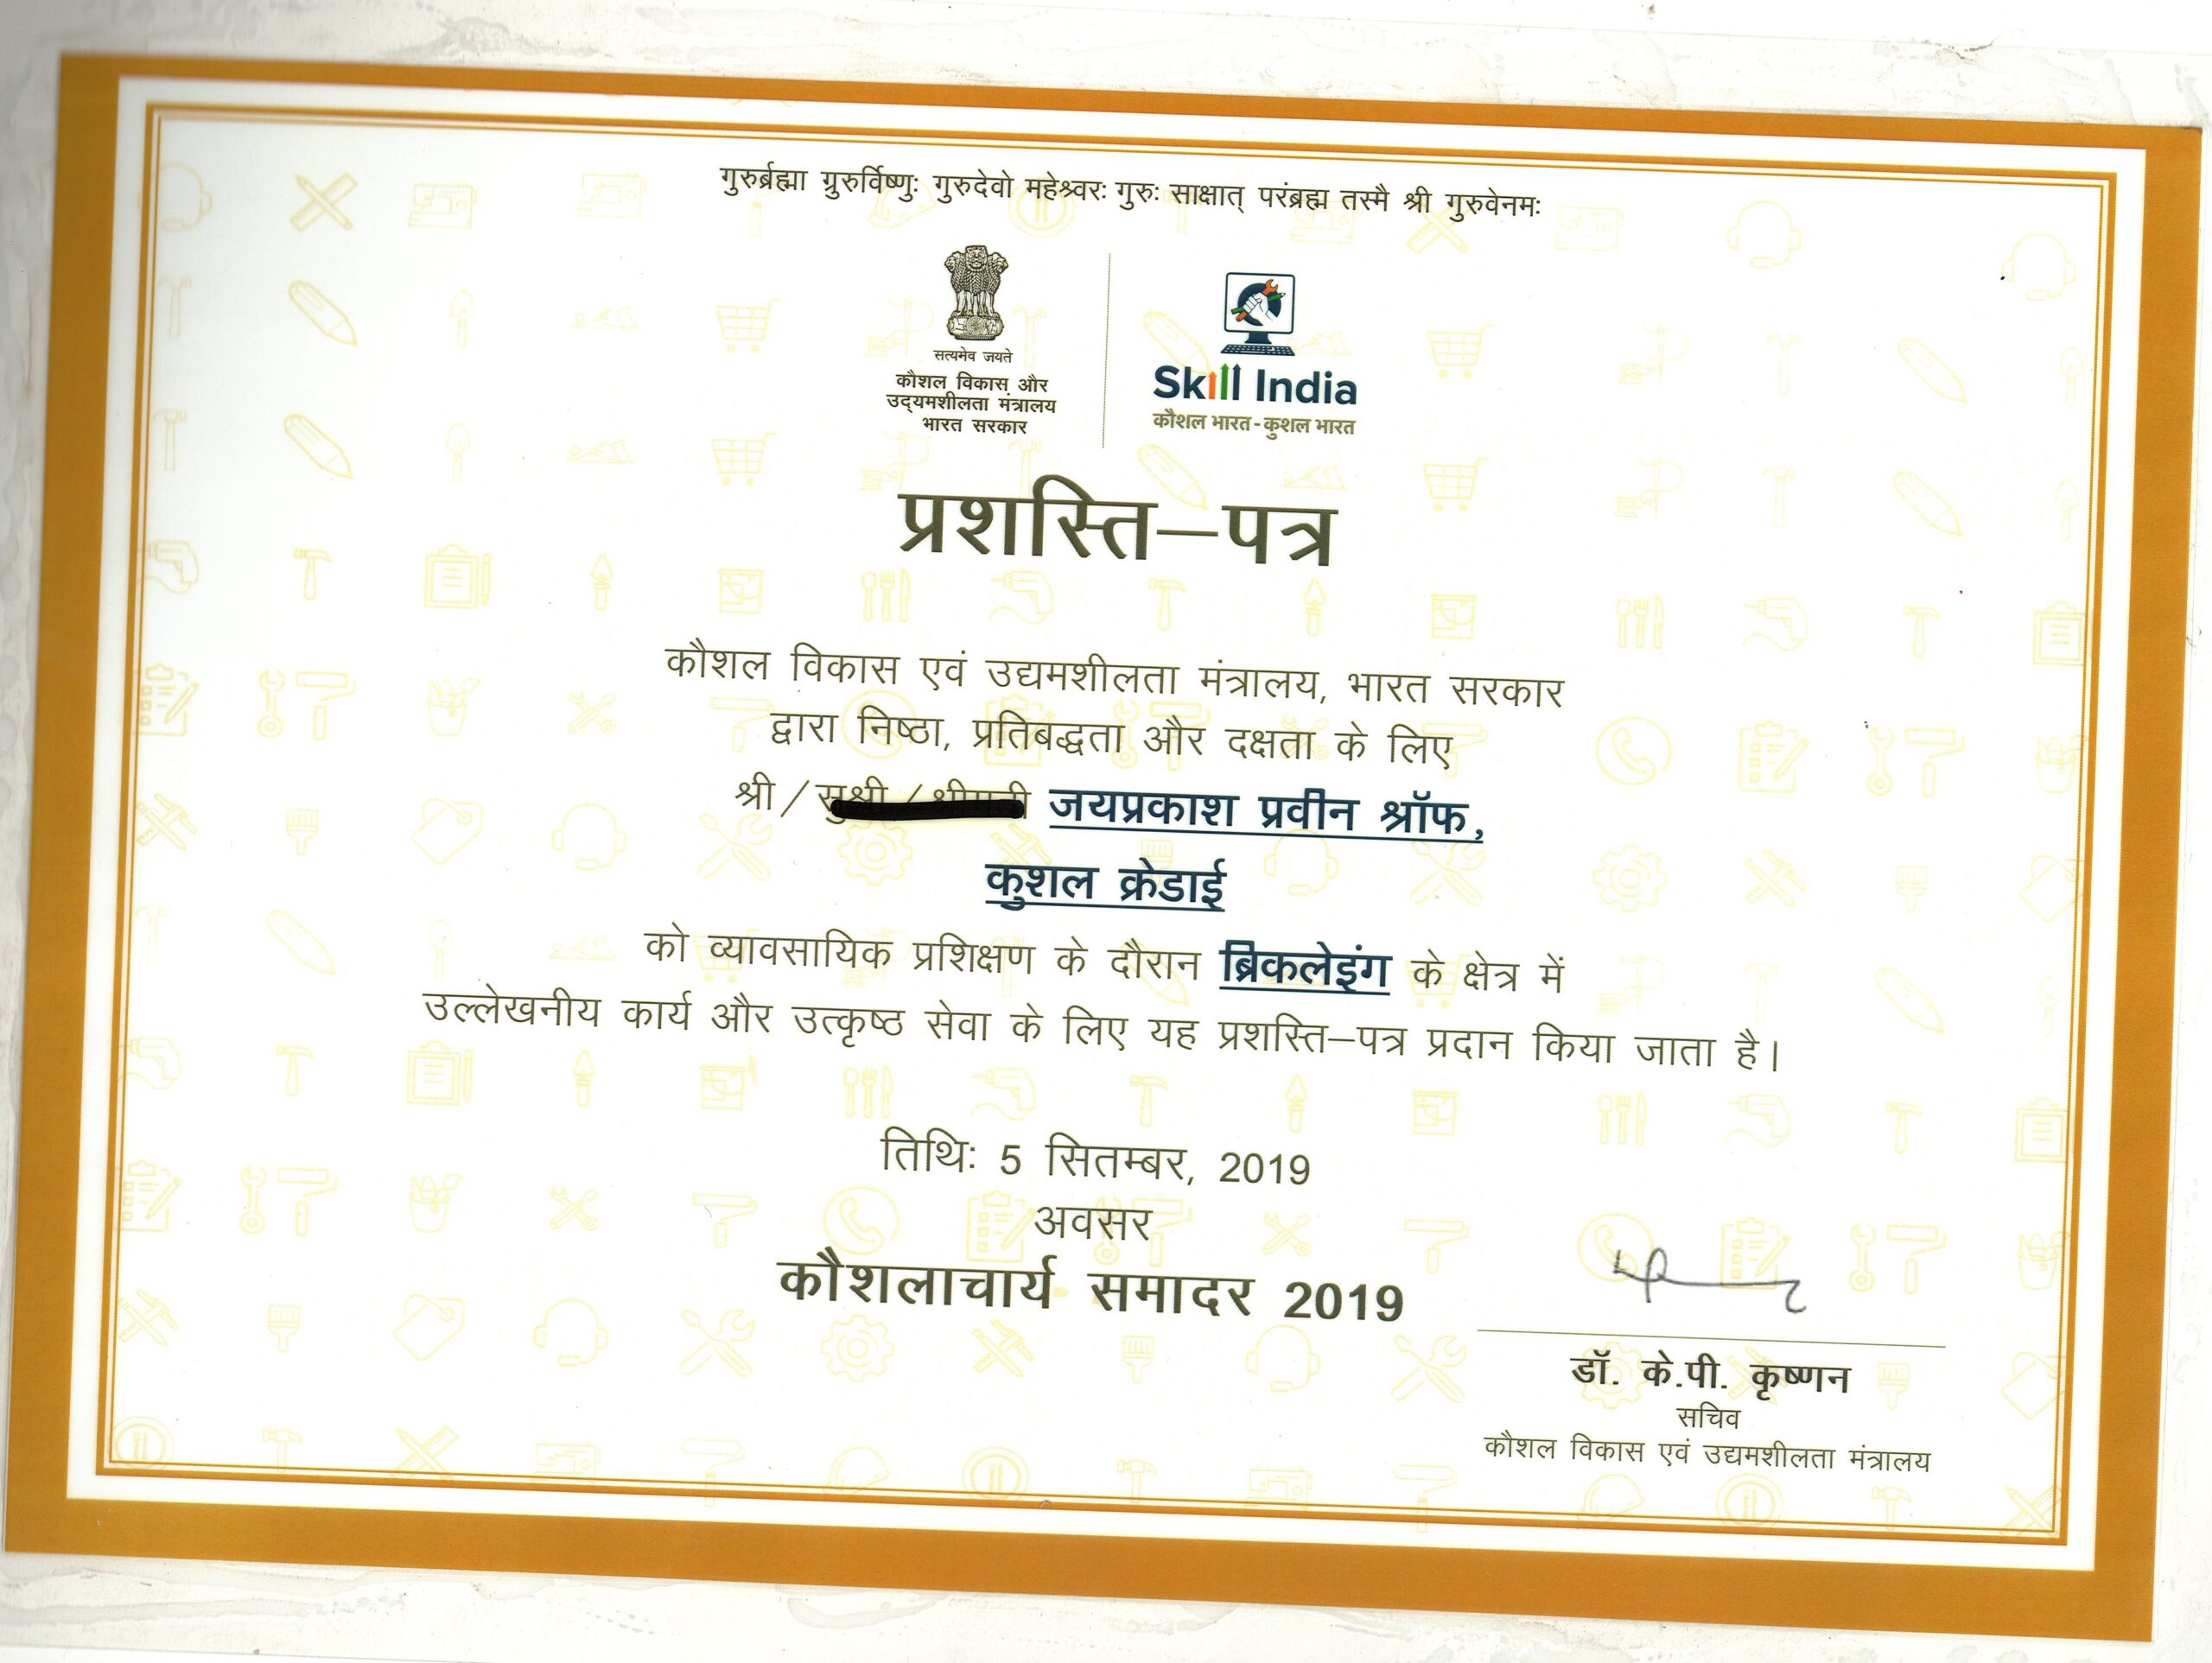 गुरुर्ब्रह्मा ग्रुरुर्विष्णुः गुरुदेवो महेश्वरः गुरुः साक्षात् परंब्रह्म तस्मै श्री गुरुवेनमः
सत्यमेव जयते
कौशल विकास और
उद्यमशीलता मंत्रालय
भारत सरकार
Skill India
कौशल भारत - कुशल भारत
प्रशस्ति–पत्र
कौशल विकास एवं उद्यमशीलता मंत्रालय, भारत सरकार
द्वारा निष्ठा, प्रतिबद्धता और दक्षता के लिए
श्री / सुश्री / श्रीमती जयप्रकाश प्रवीन श्रॉफ,
कुशल क्रेडाई
को व्यावसायिक प्रशिक्षण के दौरान ब्रिकलेइंग के क्षेत्र में
उल्लेखनीय कार्य और उत्कृष्ठ सेवा के लिए यह प्रशस्ति–पत्र प्रदान किया जाता है।
तिथिः 5 सितम्बर, 2019
अवसर
कौशलाचार्य समादर 2019
डॉ. के.पी. कृष्णन
सचिव
कौशल विकास एवं उद्यमशीलता मंत्रालय